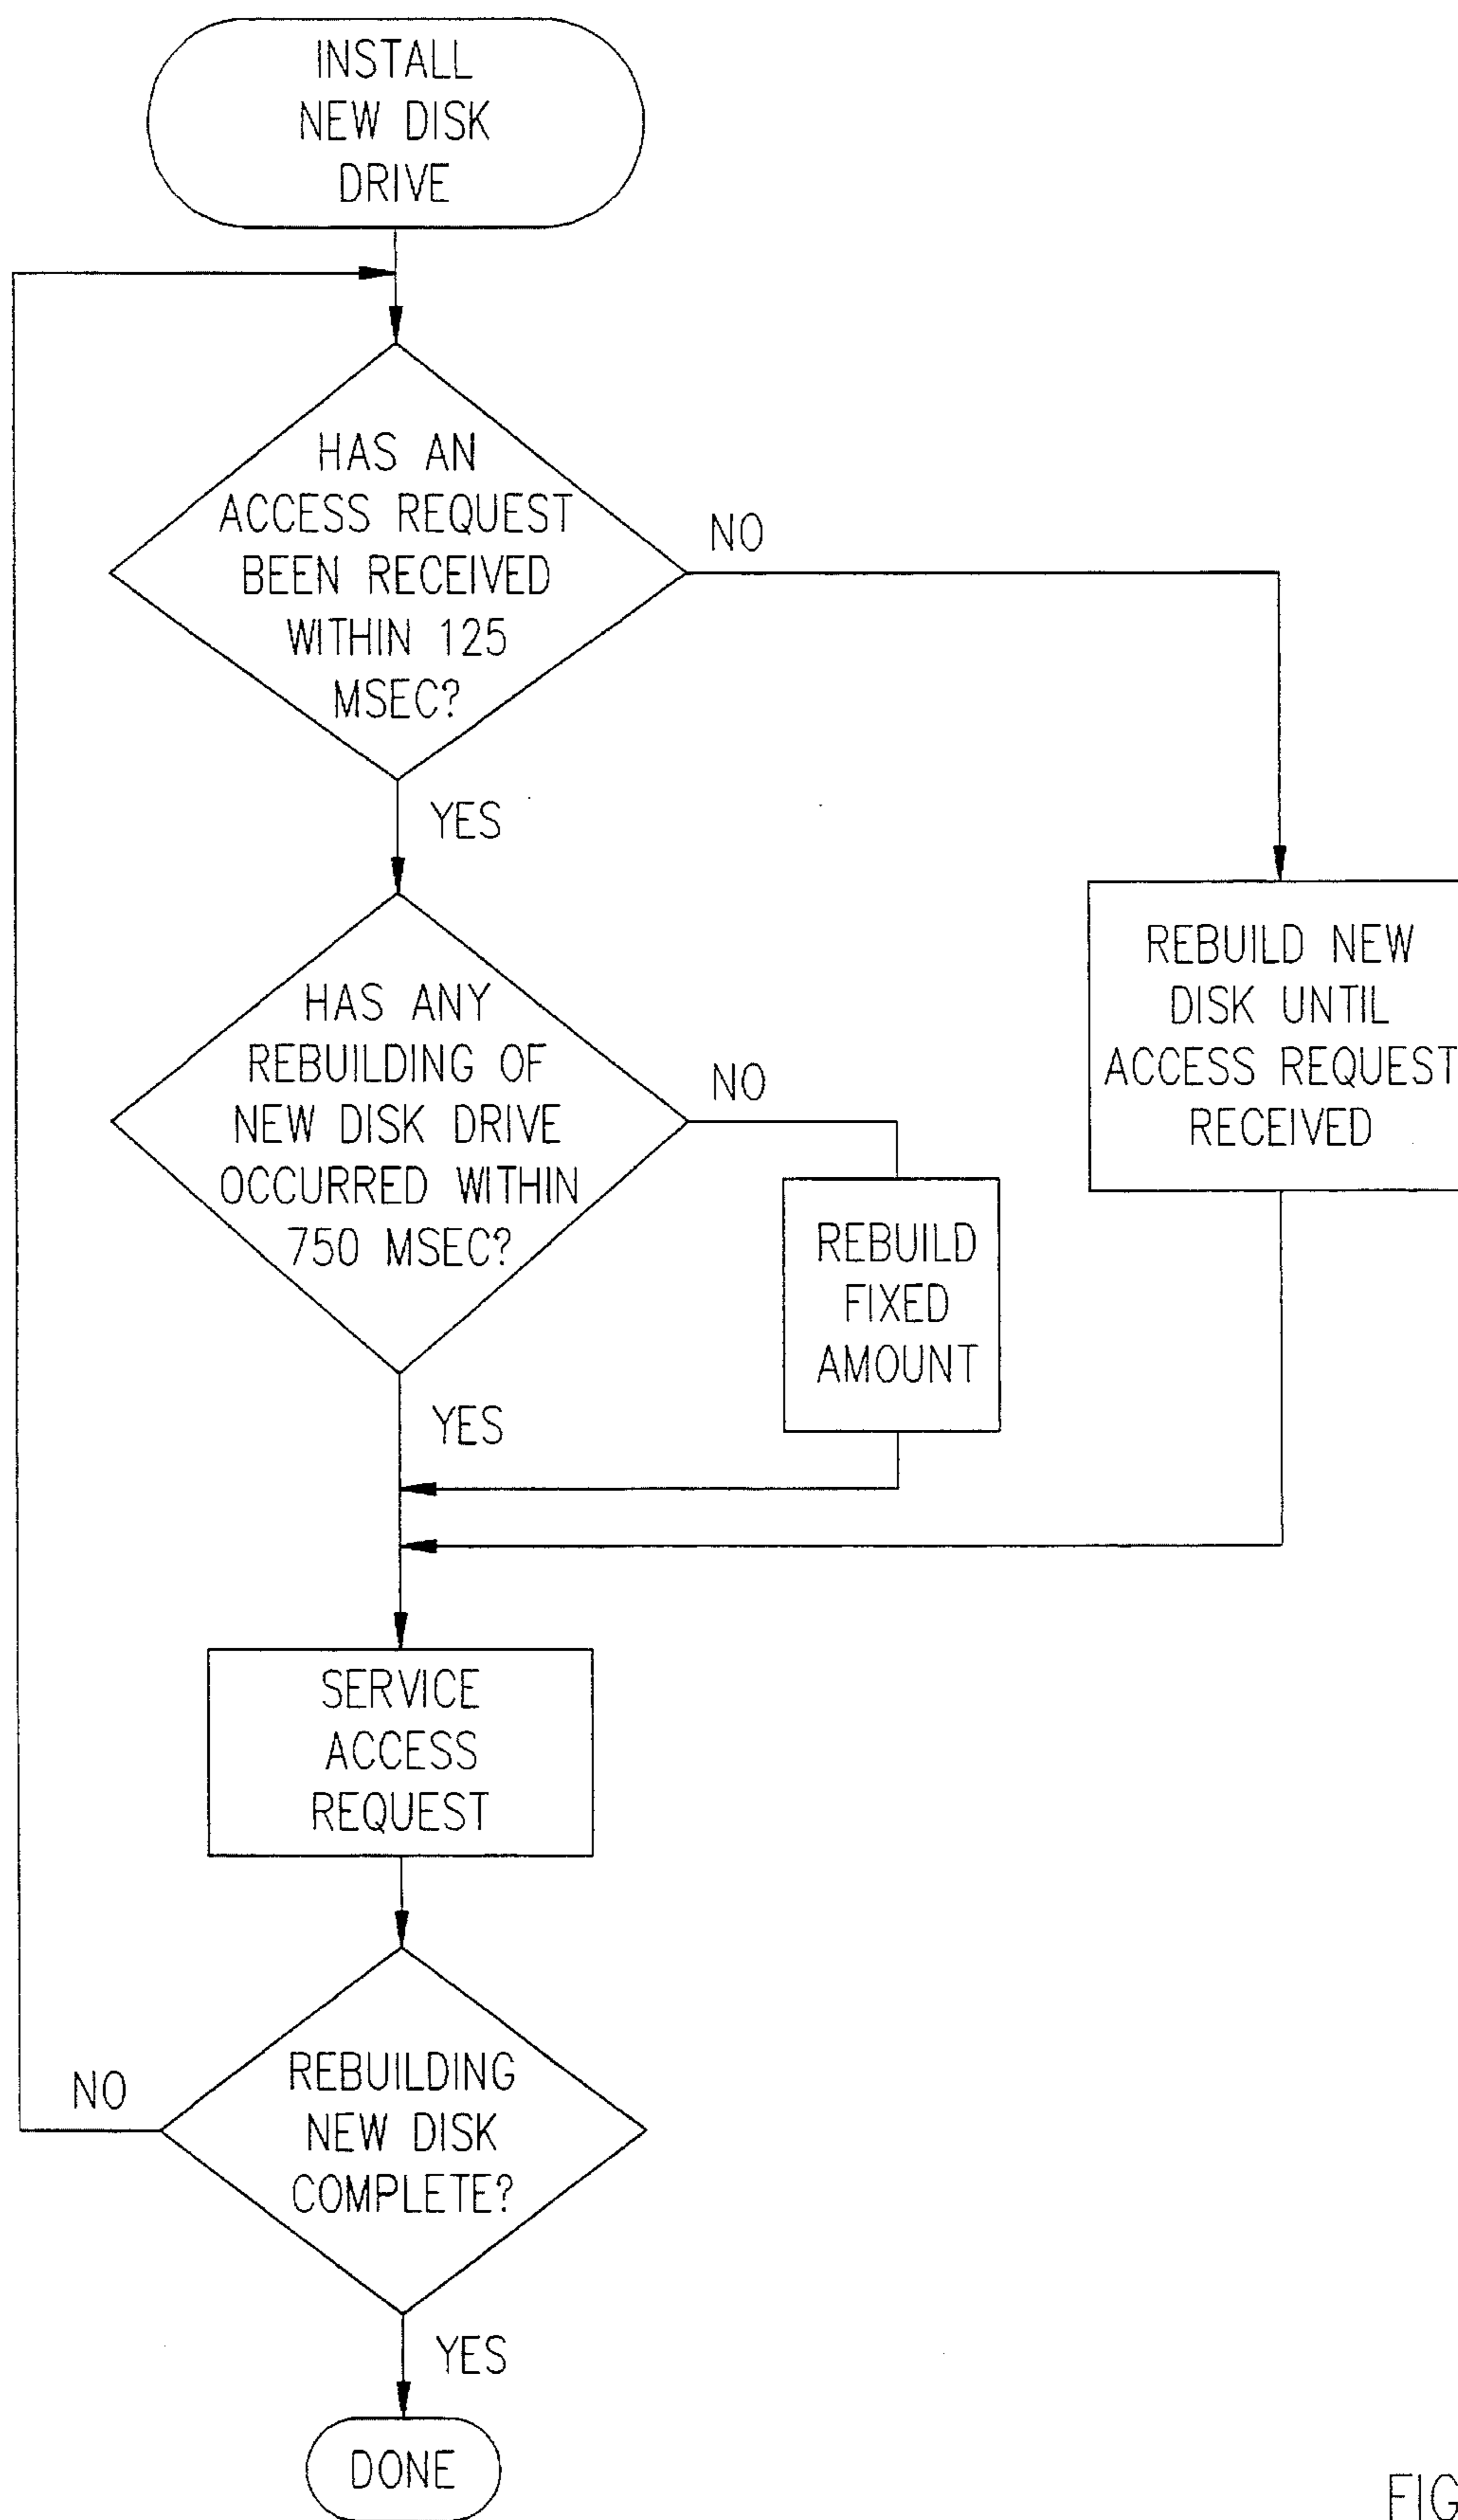 INSTALL
NEW DISK
DRIVE
HAS AN
ACCESS REQUEST
BEEN RECEIVED
WITHIN 125
MSEC?
NO
YES
REBUILD NEW
DISK UNTIL
ACCESS REQUEST
RECEIVED
HAS ANY
REBUILDING OF
NEW DISK DRIVE
OCCURRED WITHIN
750 MSEC?
NO
REBUILD
FIXED
AMOUNT
YES
SERVICE
ACCESS
REQUEST
REBUILDING
NEW DISK
COMPLETE?
NO
YES
DONE
FIG